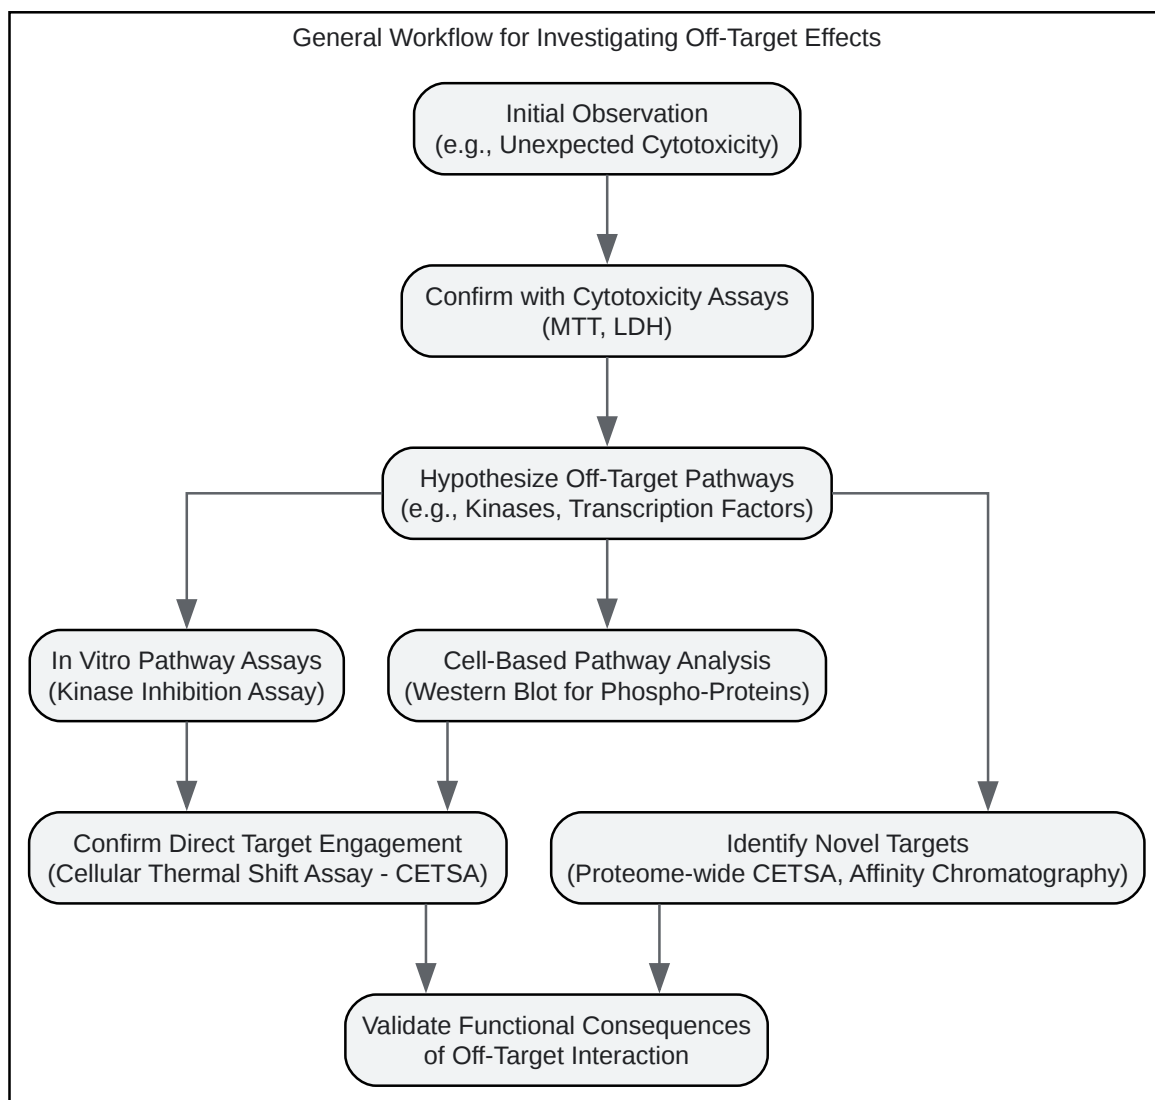 General Workflow for Investigating Off-Target Effects
Initial Observation
(e.g., Unexpected Cytotoxicity)
Confirm with Cytotoxicity Assays
(MTT, LDH)
Hypothesize Off-Target Pathways
(e.g., Kinases, Transcription Factors)
In Vitro Pathway Assays
(Kinase Inhibition Assay)
Cell-Based Pathway Analysis
(Western Blot for Phospho-Proteins)
Confirm Direct Target Engagement
(Cellular Thermal Shift Assay - CETSA)
Identify Novel Targets
(Proteome-wide CETSA, Affinity Chromatography)
Validate Functional Consequences
of Off-Target Interaction